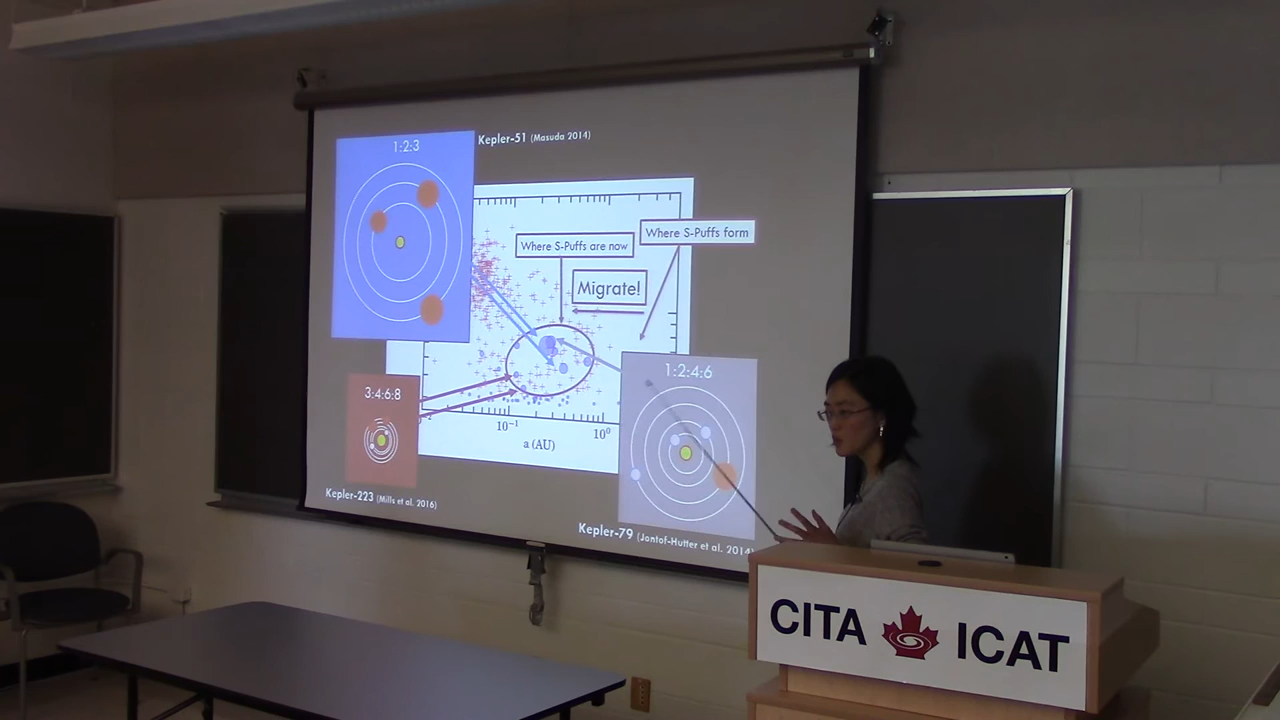 Kepler-51 (Masuda 2014)
1:2:3
Where S-Puffs form
Where S-Puffs are now
Migrate!
1:2:4:6
3:4:6:8
10⁻¹
10⁰
a (AU)
Kepler-223 (Mills et al. 2016)
Kepler-79 (Jontof-Hutter et al. 2014)
CITA ICAT